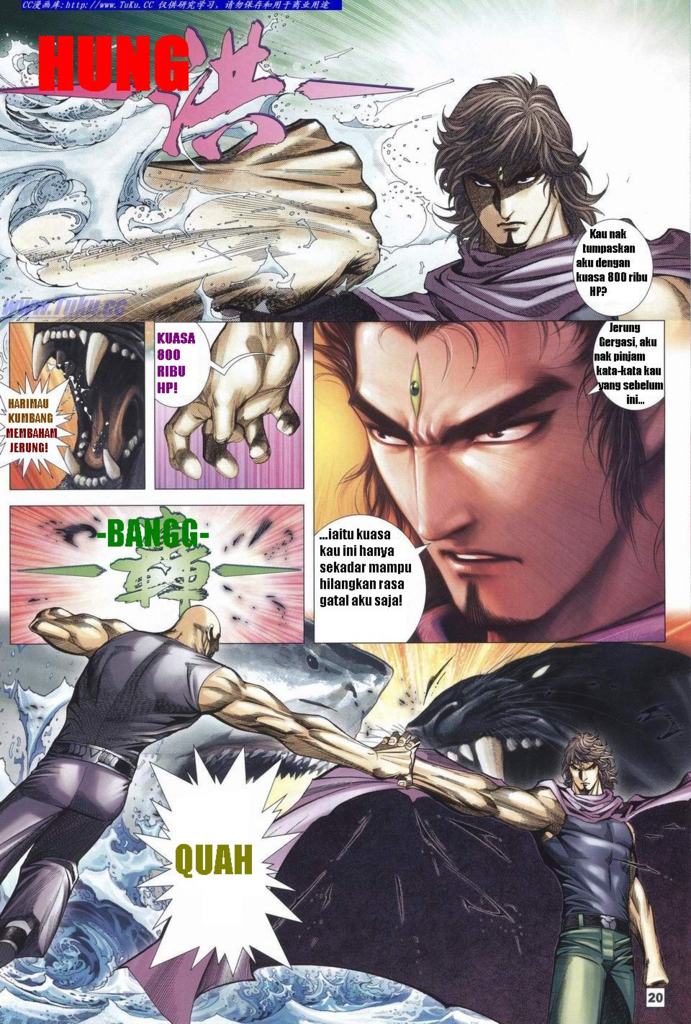 CC漫画库:http://www.TuKu.CC 仅供研究学习，请勿保存和用于商业用途
HUNG
洪
Kau nak
tumpaskan
aku dengan
kuasa 800 ribu
HP?
www.Tuku.cc
HARIMAU
KUMBANG
MEMBAHAM
JERUNG!
KUASA
800
RIBU
HP!
Jerung
Gergasi, aku
nak pinjam
kata-kata kau
yang sebelum
ini...
...iaitu kuasa
kau ini hanya
sekadar mampu
hilangkan rasa
gatal aku saja!
-BANGG-
QUAH
20